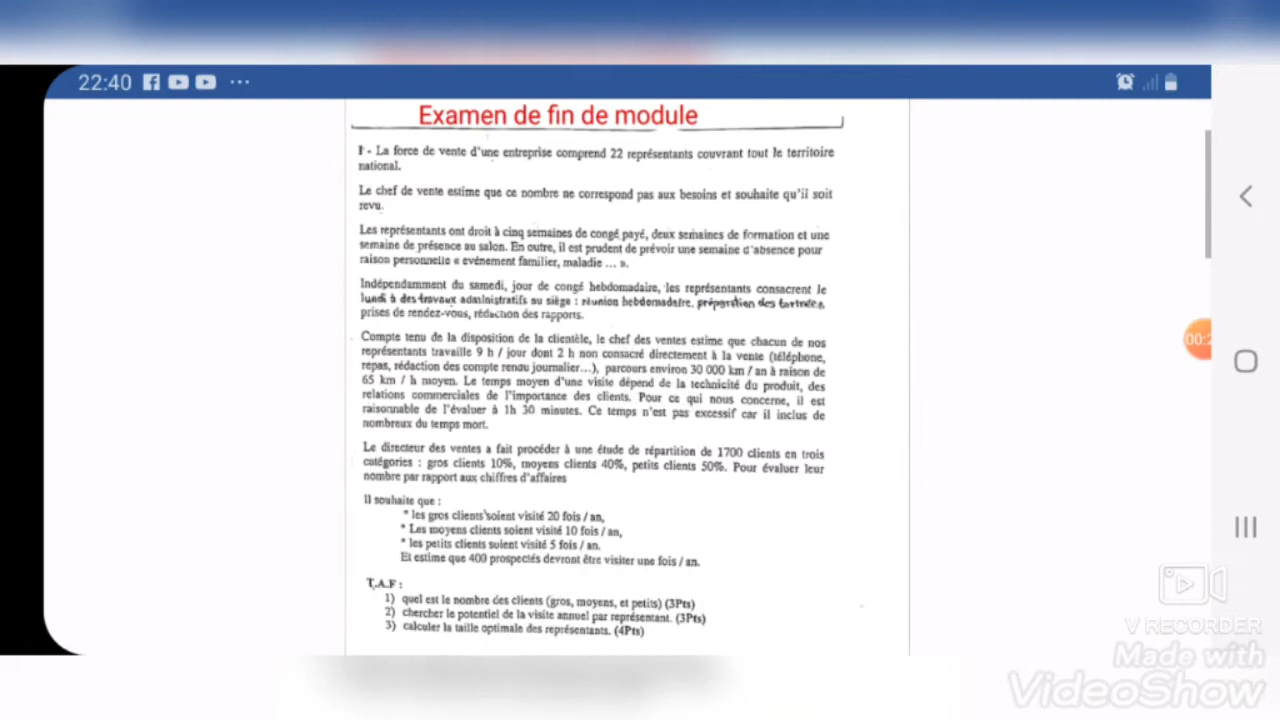 22:40
Examen de fin de module
I - La force de vente d'une entreprise comprend 22 représentants couvrant tout le territoire
national.
Le chef de vente estime que ce nombre ne correspond pas aux besoins et souhaite qu'il soit
revu.
Les représentants ont droit à cinq semaines de congé payé, deux semaines de formation et une
semaine de présence au salon. En outre, il est prudent de prévoir une semaine d'absence pour
raison personnelle « evénement familier, maladie ... ».
Indépendamment du samedi, jour de congé hebdomadaire, les représentants consacrent le
lundi à des travaux administratifs au siège : réunion hebdomadaire, préparation des tournées,
prises de rendez-vous, rédaction des rapports.
Compte tenu de la disposition de la clientèle, le chef des ventes estime que chacun de nos
représentants travaille 9 h / jour dont 2 h non consacré directement à la vente (téléphone,
repas, rédaction des compte rendu journalier...), parcours environ 30 000 km / an à raison de
65 km / h moyen. Le temps moyen d'une visite dépend de la technicité du produit, des
relations commerciales de l'importance des clients. Pour ce qui nous concerne, il est
raisonnable de l'évaluer à 1h 30 minutes. Ce temps n'est pas excessif car il inclus de
nombreux du temps mort.
Le directeur des ventes a fait procéder à une étude de répartition de 1700 clients en trois
catégories : gros clients 10%, moyens clients 40%, petits clients 50%. Pour évaluer leur
nombre par rapport aux chiffres d'affaires
Il souhaite que :
* les gros clients soient visité 20 fois / an,
* Les moyens clients soient visité 10 fois / an,
* les petits clients soient visité 5 fois / an.
Et estime que 400 prospectés devront être visiter une fois / an.
T.A.F :
1) quel est le nombre des clients (gros, moyens, et petits) (3Pts)
2) chercher le potentiel de la visite annuel par représentant. (3Pts)
3) calculer la taille optimale des représentants. (4Pts)
V RECORDER
Made with
VideoShow